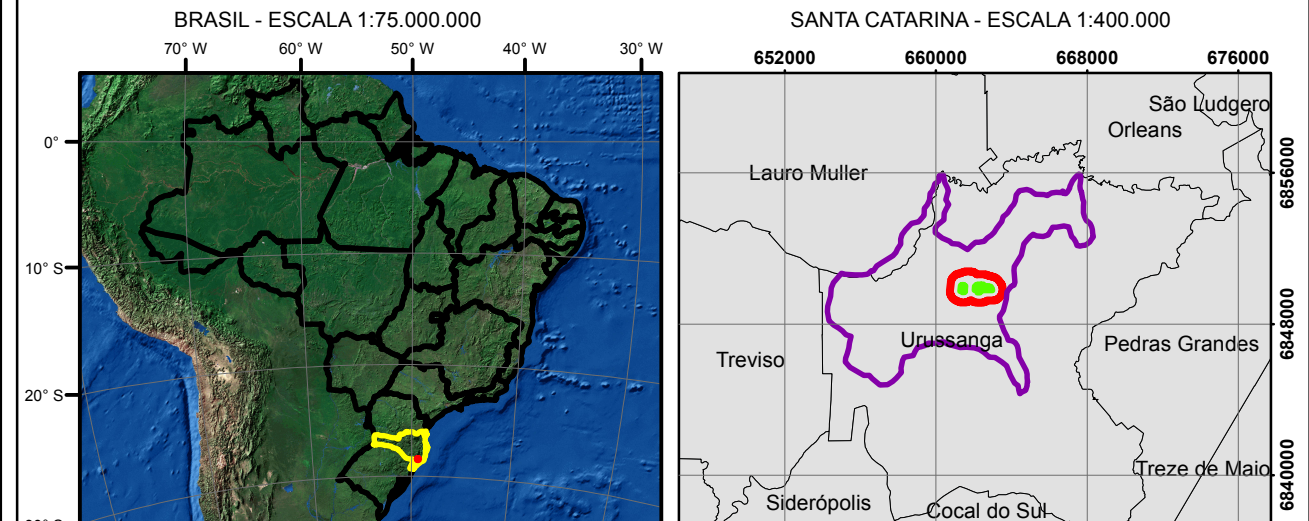 BRASIL - ESCALA 1:75.000.000
70° W 60° W 50° W 40° W 30° W
0°
10° S
20° S
SANTA CATARINA - ESCALA 1:400.000
652000 660000 668000 676000
São Ludgero
Orleans
Lauro Muller
6856000
Urussanga
Pedras Grandes
Treviso
6848000
Treze de Maio
Siderópolis
Cocal do Sul
6840000